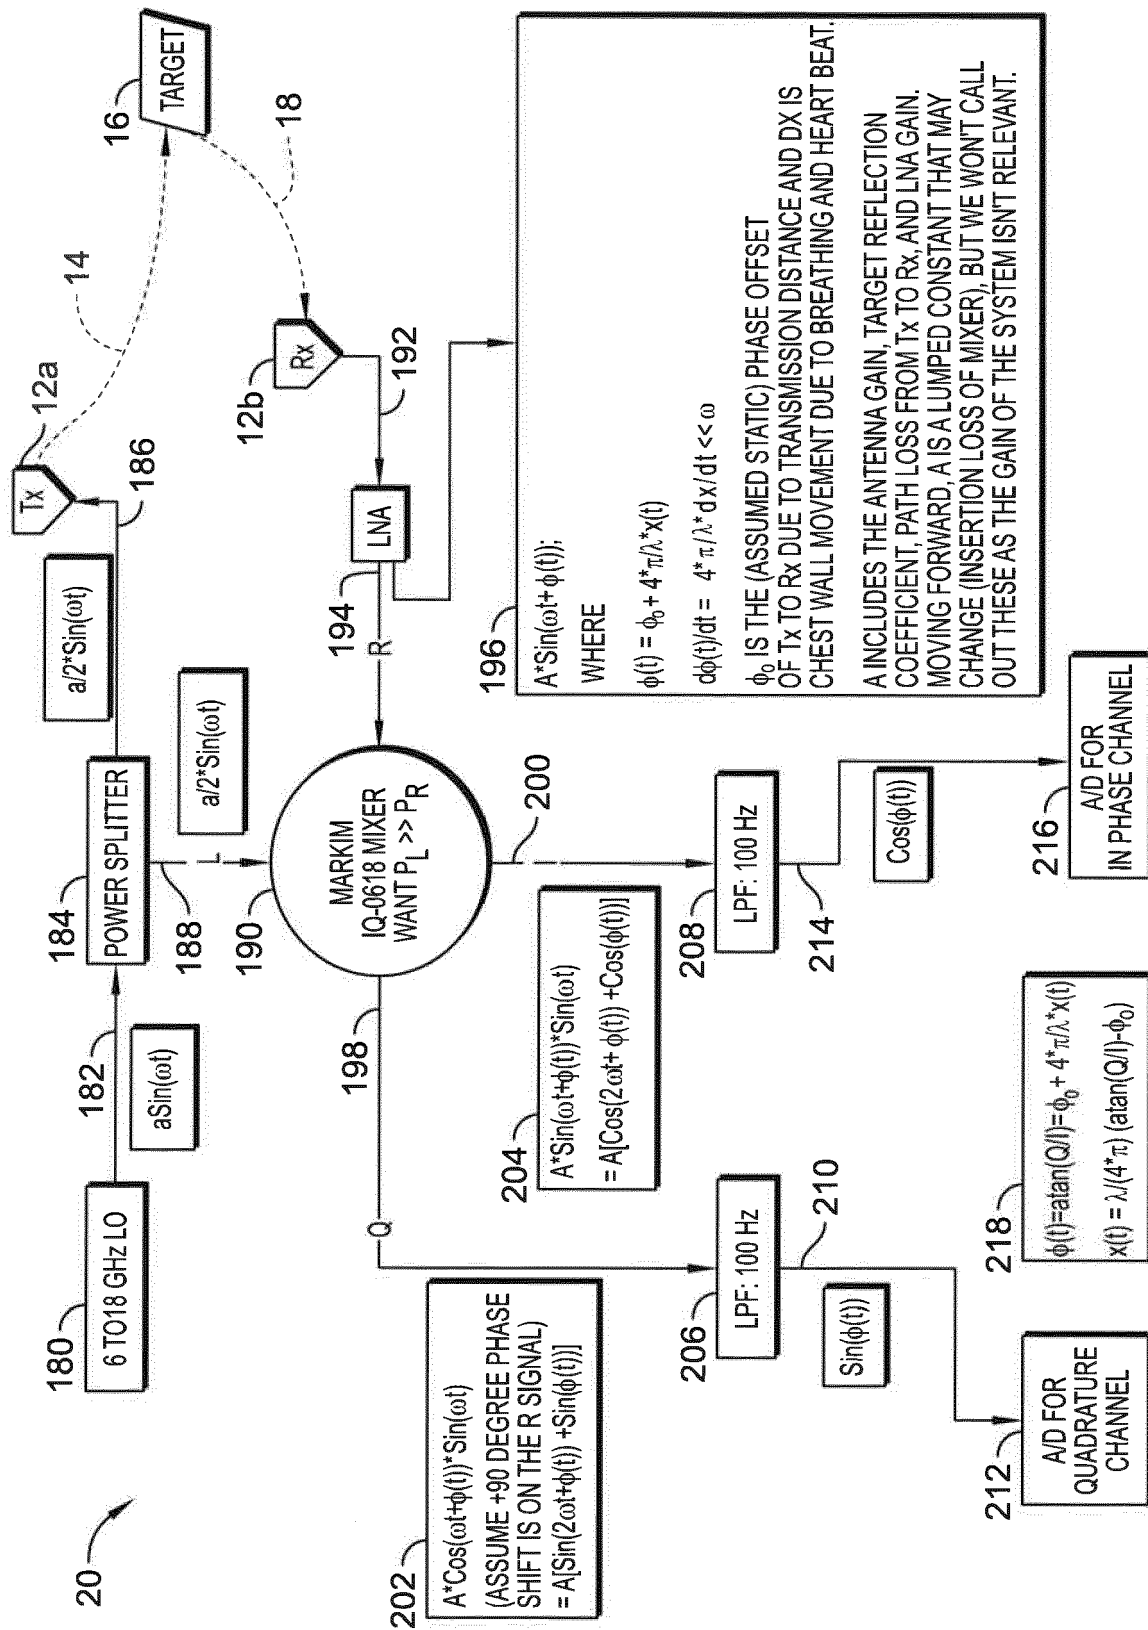 20
180
6 TO18 GHz LO
182
aSin(ωt)
184
POWER SPLITTER
a/2*Sin(ωt)
186
Tx
12a
14
16
TARGET
18
188
L
a/2*Sin(ωt)
190
MARKIM
IQ-0618 MIXER
WANT P_L >> P_R
12b
Rx
192
LNA
194
R
196
A*Sin(ωt+ϕ(t));
WHERE
ϕ(t) = ϕ₀ + 4*π/λ*x(t)
dϕ(t)/dt = 4*π/λ*dx/dt << ω
ϕ₀ IS THE (ASSUMED STATIC) PHASE OFFSET
OF Tx TO Rx DUE TO TRANSMISSION DISTANCE AND DX IS
CHEST WALL MOVEMENT DUE TO BREATHING AND HEART BEAT.
A INCLUDES THE ANTENNA GAIN, TARGET REFLECTION
COEFFICIENT, PATH LOSS FROM Tx TO Rx, AND LNA GAIN.
MOVING FORWARD, A IS A LUMPED CONSTANT THAT MAY
CHANGE (INSERTION LOSS OF MIXER), BUT WE WON'T CALL
OUT THESE AS THE GAIN OF THE SYSTEM ISN'T RELEVANT.
198
Q
200
I
202
A*Cos(ωt+ϕ(t))*Sin(ωt)
(ASSUME +90 DEGREE PHASE
SHIFT IS ON THE R SIGNAL)
= A[Sin(2ωt+ϕ(t)) +Sin(ϕ(t))]
204
A*Sin(ωt+ϕ(t))*Sin(ωt)
= A[Cos(2ωt+ ϕ(t)) +Cos(ϕ(t))]
206
LPF: 100 Hz
208
LPF: 100 Hz
210
Sin(ϕ(t))
214
Cos(ϕ(t))
212
A/D FOR
QUADRATURE
CHANNEL
218
ϕ(t)=atan(Q/I)=ϕ₀ + 4*π/λ*x(t)
x(t) = λ/(4*π) (atan(Q/I)-ϕ₀)
216
A/D FOR
IN PHASE CHANNEL